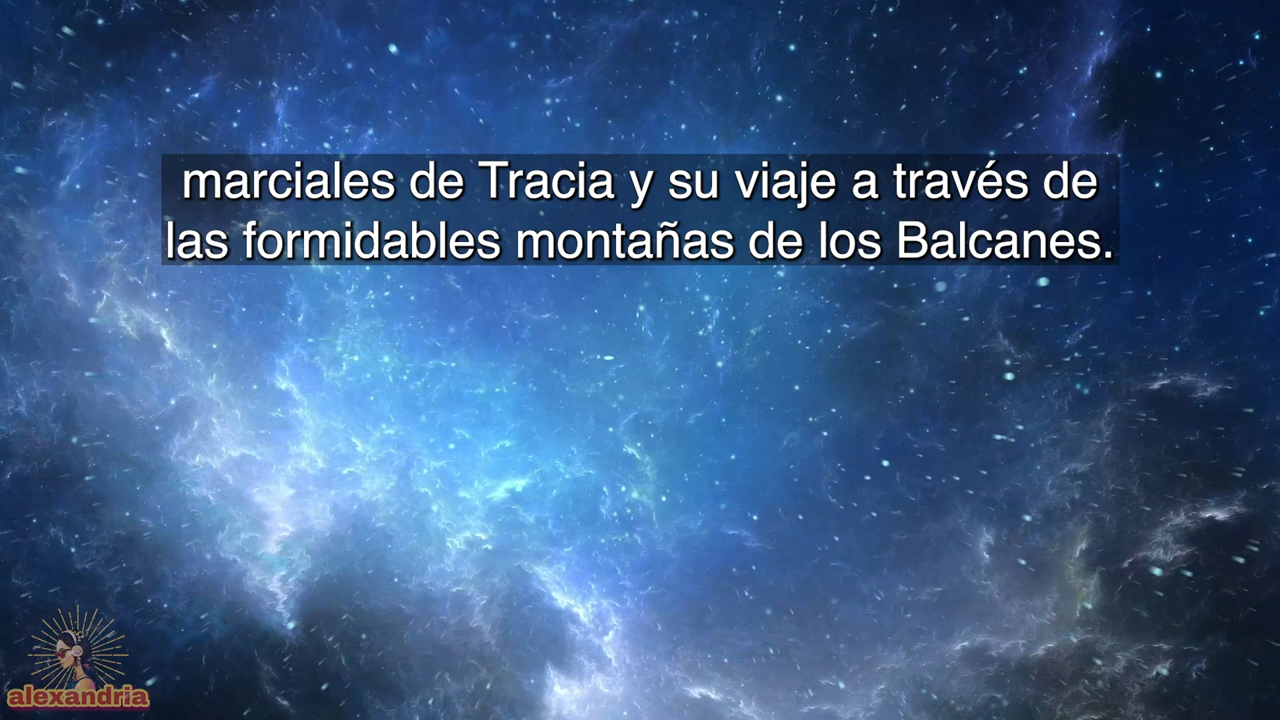 marciales de Tracia y su viaje a través de
las formidables montañas de los Balcanes.
alexandria